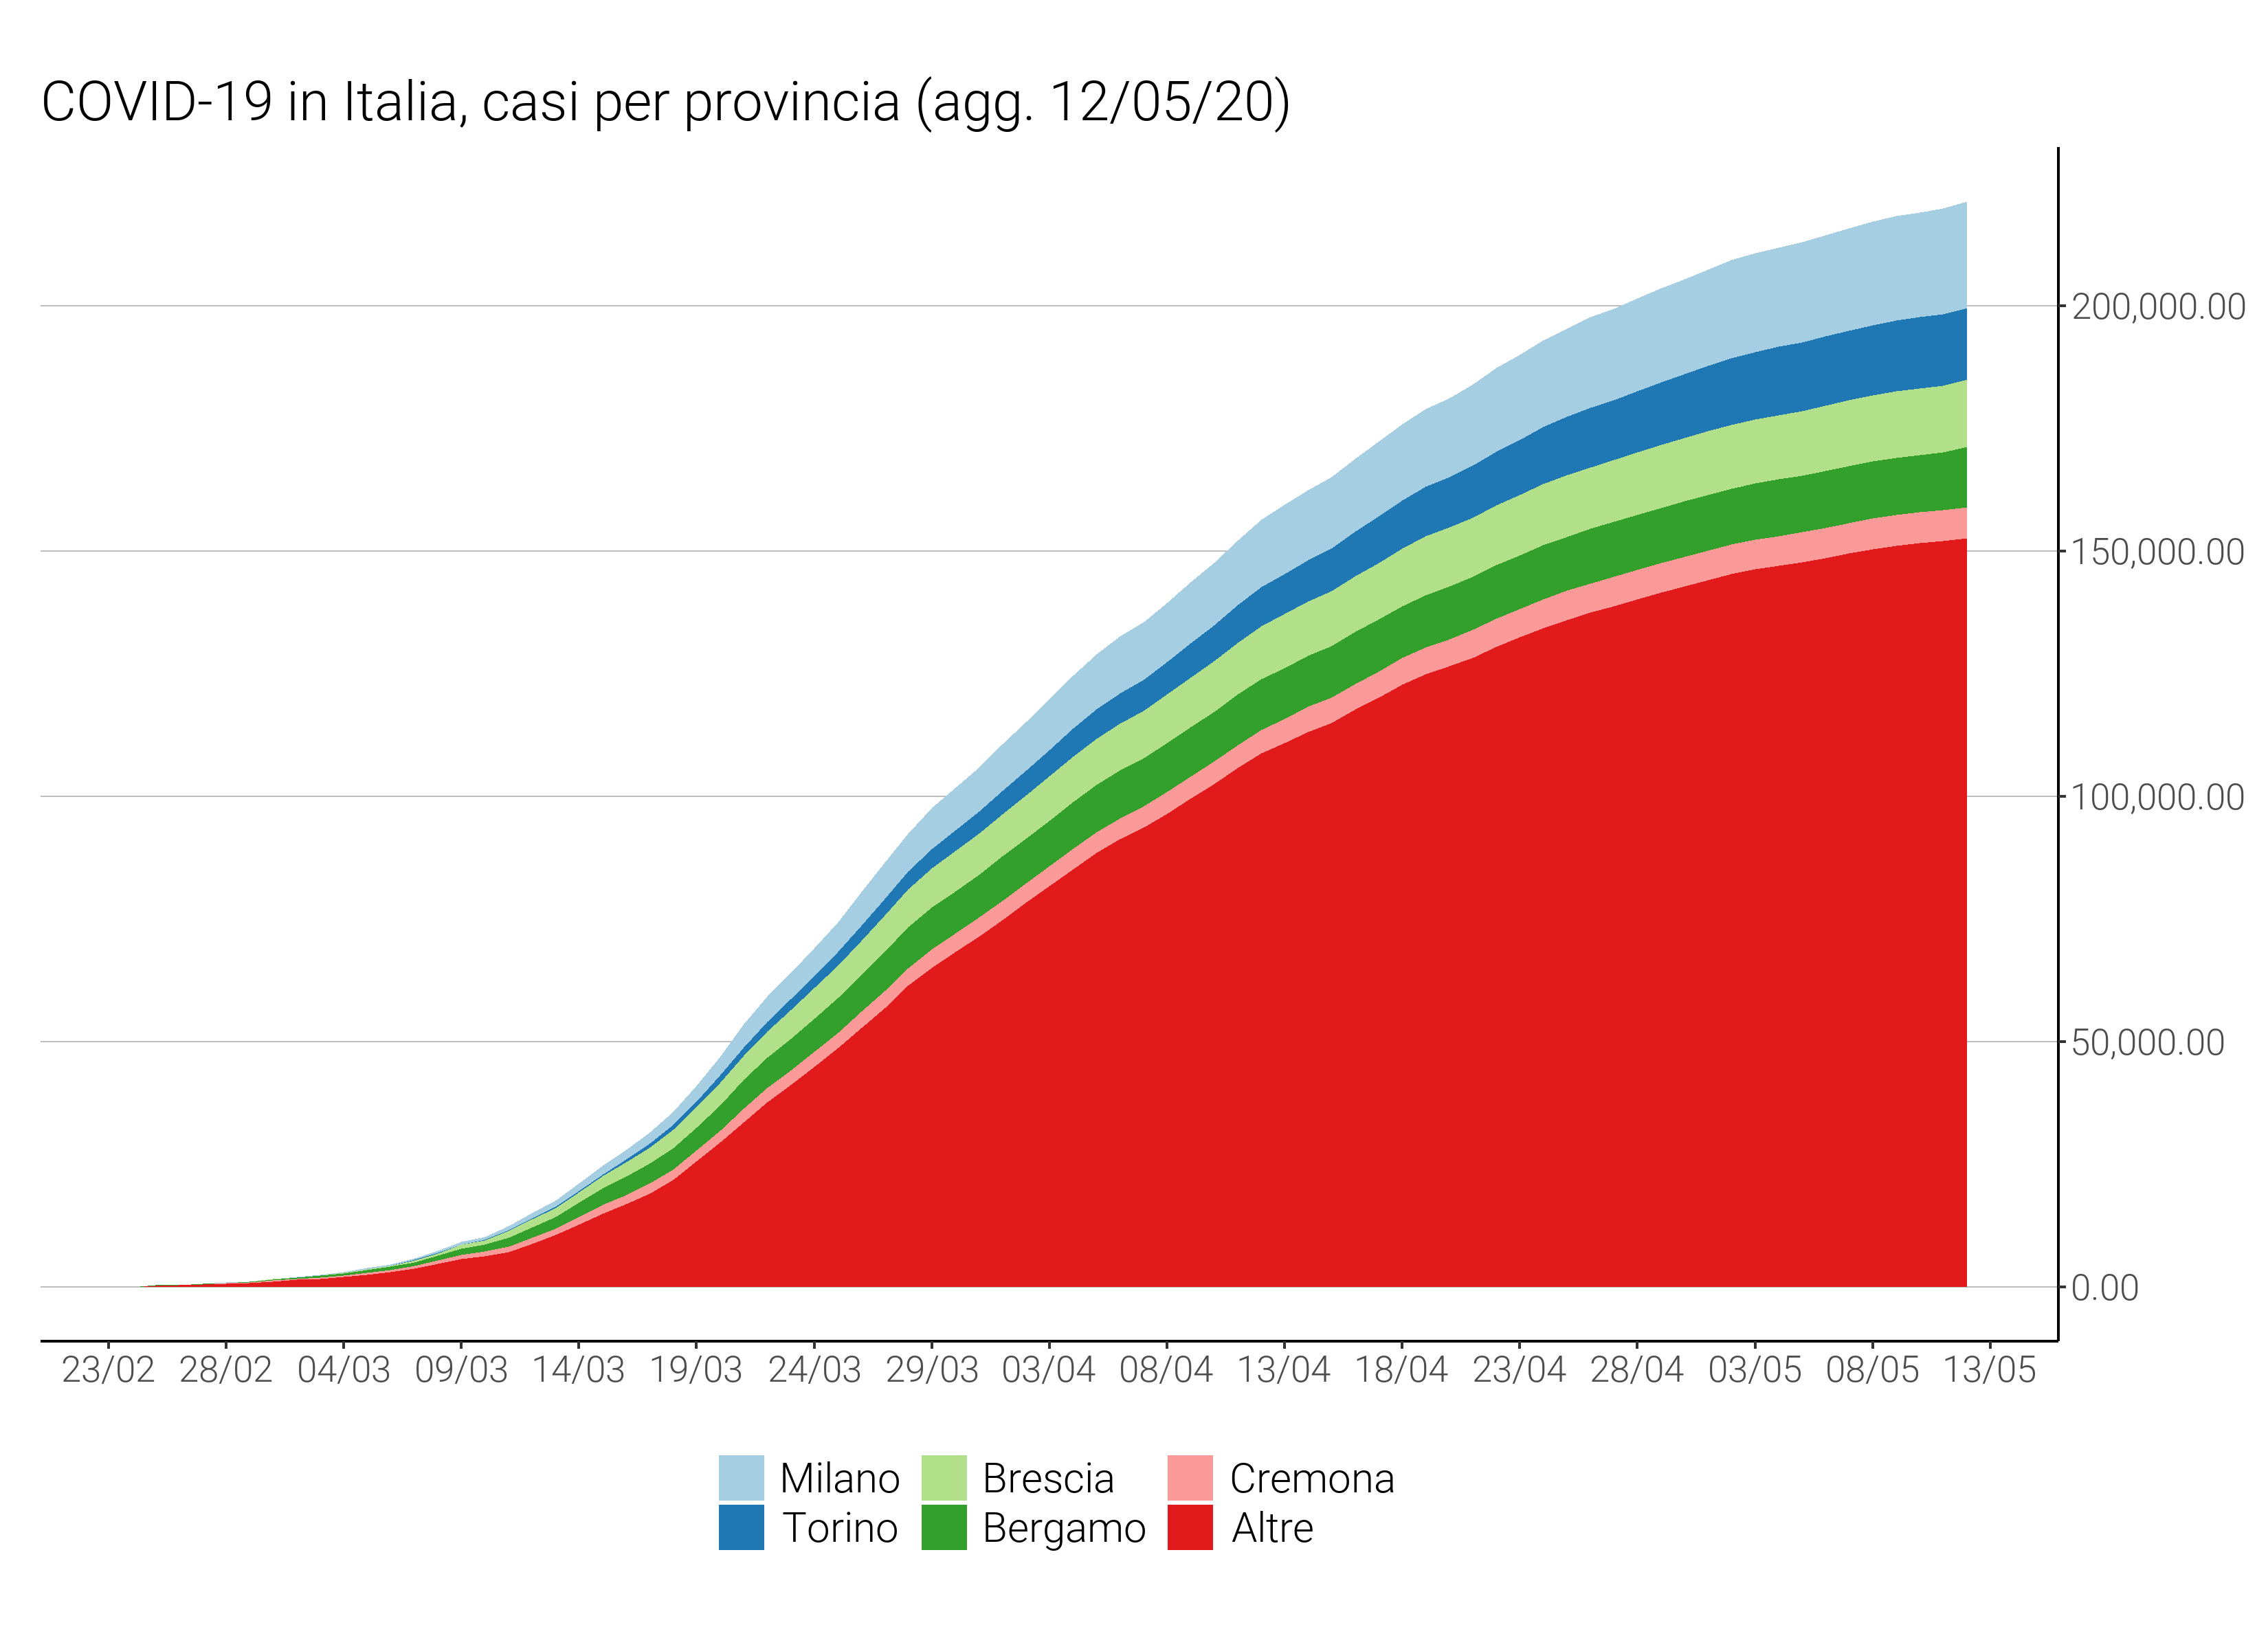 COVID-19 in Italia, casi per provincia (agg. 12/05/20)
200,000.00
150,000.00
100,000.00
50,000.00
0.00
23/02 28/02 04/03 09/03 14/03 19/03 24/03 29/03 03/04 08/04 13/04 18/04 23/04 28/04 03/05 08/05 13/05
Milano Brescia Cremona
Torino Bergamo Altre